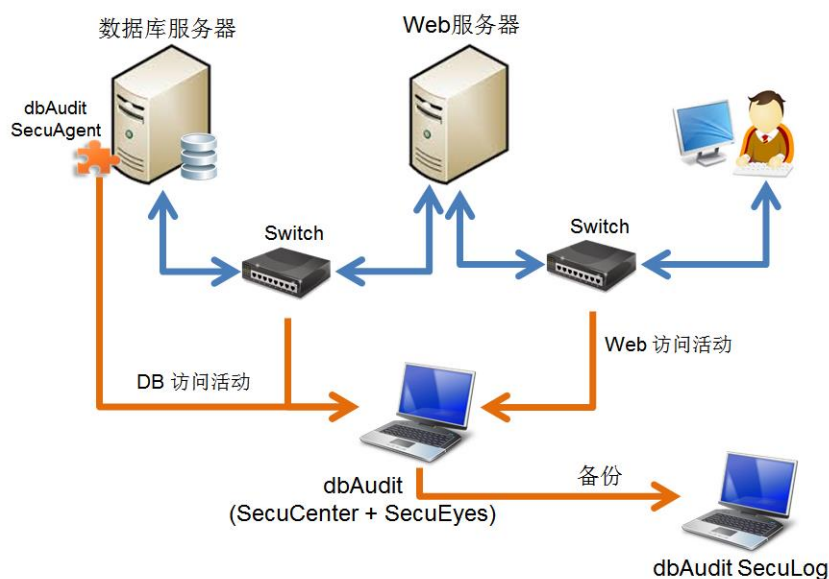 数据库服务器
Web服务器
dbAudit
SecuAgent
Switch
Switch
Web 访问活动
DB 访问活动
dbAudit
(SecuCenter + SecuEyes)
备份
dbAudit SecuLog